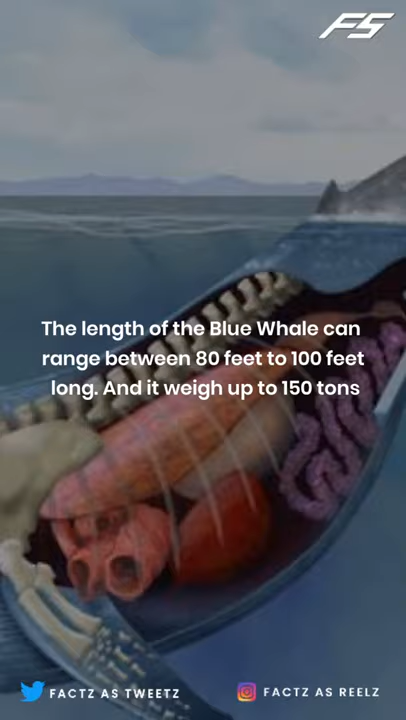 FS
The length of the Blue Whale can
range between 80 feet to 100 feet
long. And it weigh up to 150 tons
FACTZ AS TWEETZ
FACTZ AS REELZ